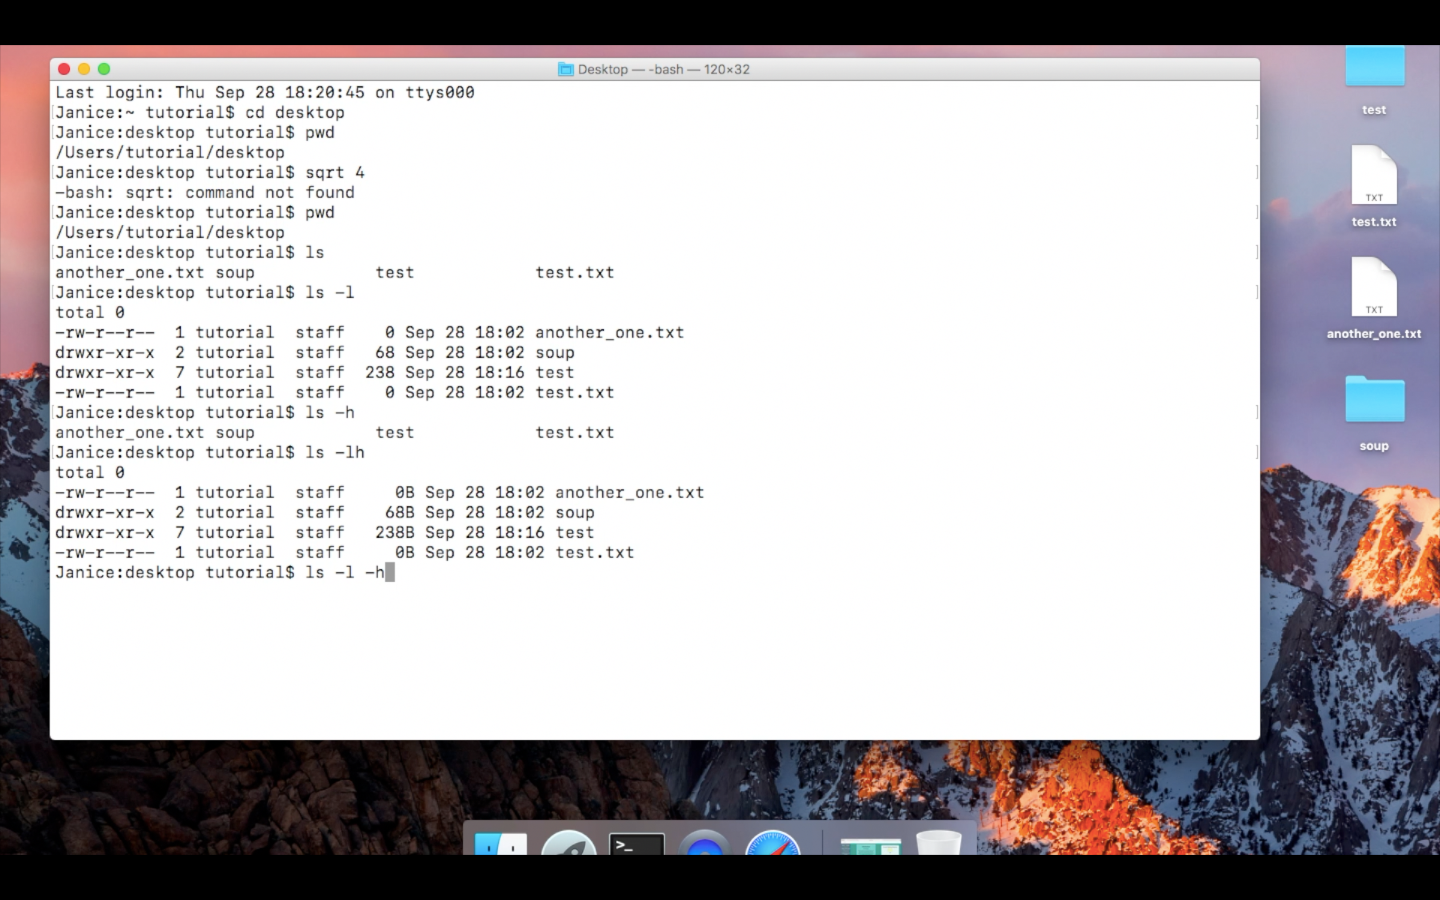 Desktop — -bash — 120×32
Last login: Thu Sep 28 18:20:45 on ttys000
[Janice:~ tutorial$ cd desktop ]
[Janice:desktop tutorial$ pwd ]
/Users/tutorial/desktop
[Janice:desktop tutorial$ sqrt 4 ]
-bash: sqrt: command not found
[Janice:desktop tutorial$ pwd ]
/Users/tutorial/desktop
[Janice:desktop tutorial$ ls ]
another_one.txt soup            test            test.txt
[Janice:desktop tutorial$ ls -l ]
total 0
-rw-r--r--  1 tutorial  staff    0 Sep 28 18:02 another_one.txt
drwxr-xr-x  2 tutorial  staff   68 Sep 28 18:02 soup
drwxr-xr-x  7 tutorial  staff  238 Sep 28 18:16 test
-rw-r--r--  1 tutorial  staff    0 Sep 28 18:02 test.txt
[Janice:desktop tutorial$ ls -h ]
another_one.txt soup            test            test.txt
[Janice:desktop tutorial$ ls -lh ]
total 0
-rw-r--r--  1 tutorial  staff     0B Sep 28 18:02 another_one.txt
drwxr-xr-x  2 tutorial  staff    68B Sep 28 18:02 soup
drwxr-xr-x  7 tutorial  staff   238B Sep 28 18:16 test
-rw-r--r--  1 tutorial  staff     0B Sep 28 18:02 test.txt
Janice:desktop tutorial$ ls -l -h
test
TXT
test.txt
TXT
another_one.txt
soup
>_